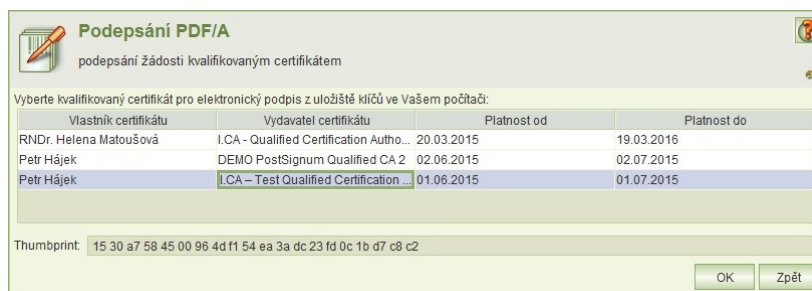 Podepsání PDF/A
podepsání žádosti kvalifikovaným certifikátem
Vyberte kvalifikovaný certifikát pro elektronický podpis z uložiště klíčů ve Vašem počítači:
Vlastník certifikátu Vydavatel certifikátu Platnost od Platnost do
RNDr. Helena Matoušová I.CA - Qualified Certification Autho... 20.03.2015 19.03.2016
Petr Hájek DEMO PostSignum Qualified CA 2 02.06.2015 02.07.2015
Petr Hájek I.CA – Test Qualified Certification ... 01.06.2015 01.07.2015
Thumbprint: 15 30 a7 58 45 00 96 4d f1 54 ea 3a dc 23 fd 0c 1b d7 c8 c2
OK Zpět